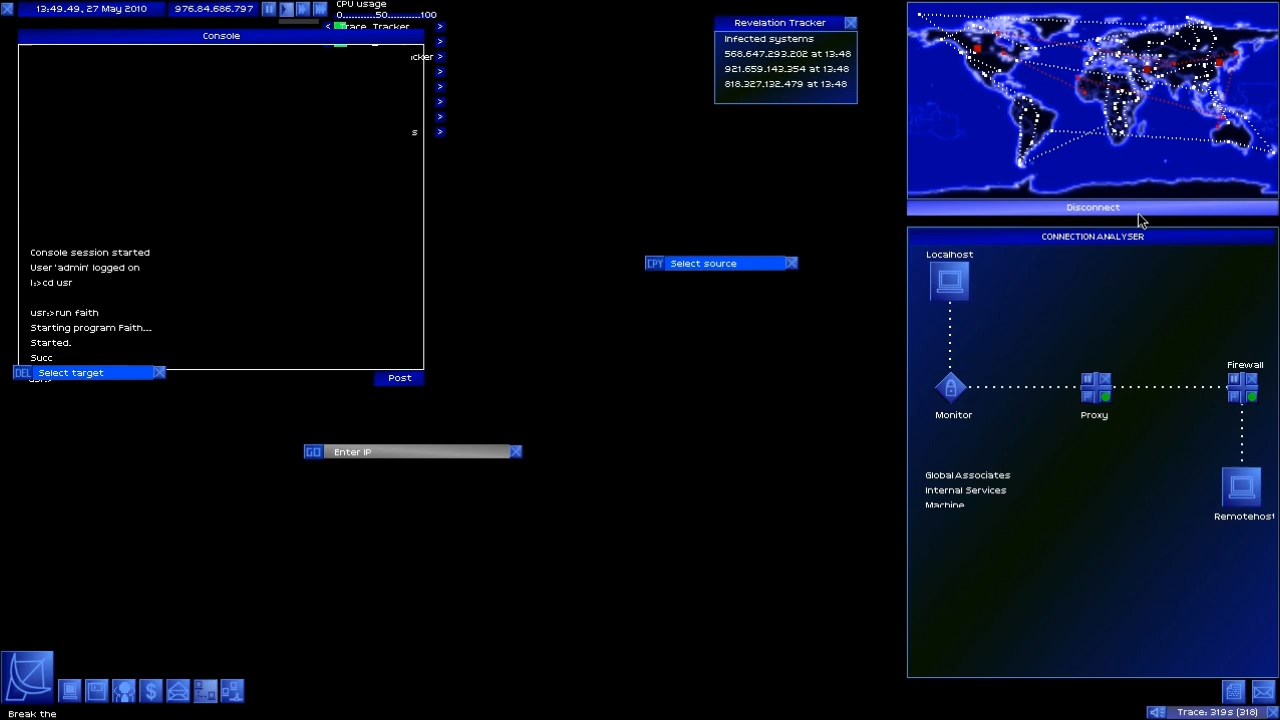 13:49.49, 27 May 2010
976.84.686.797
CPU usage
0 50 100
Trace_Tracker
Console
Console session started
User 'admin' logged on
l:>cd usr
usr:>run faith
Starting program Faith...
Started.
Succ
usr:>
DEL Select target
Post
cker
s
GO Enter IP
CPY Select source
Revelation Tracker
Infected systems
568.647.293.202 at 13:48
921.659.143.354 at 13:48
818.327.132.479 at 13:48
Disconnect
CONNECTION ANALYSER
Localhost
Firewall
Monitor
Proxy
Global Associates
Internal Services
Machine
Remotehost
$
Break the
Trace: 319s (318)